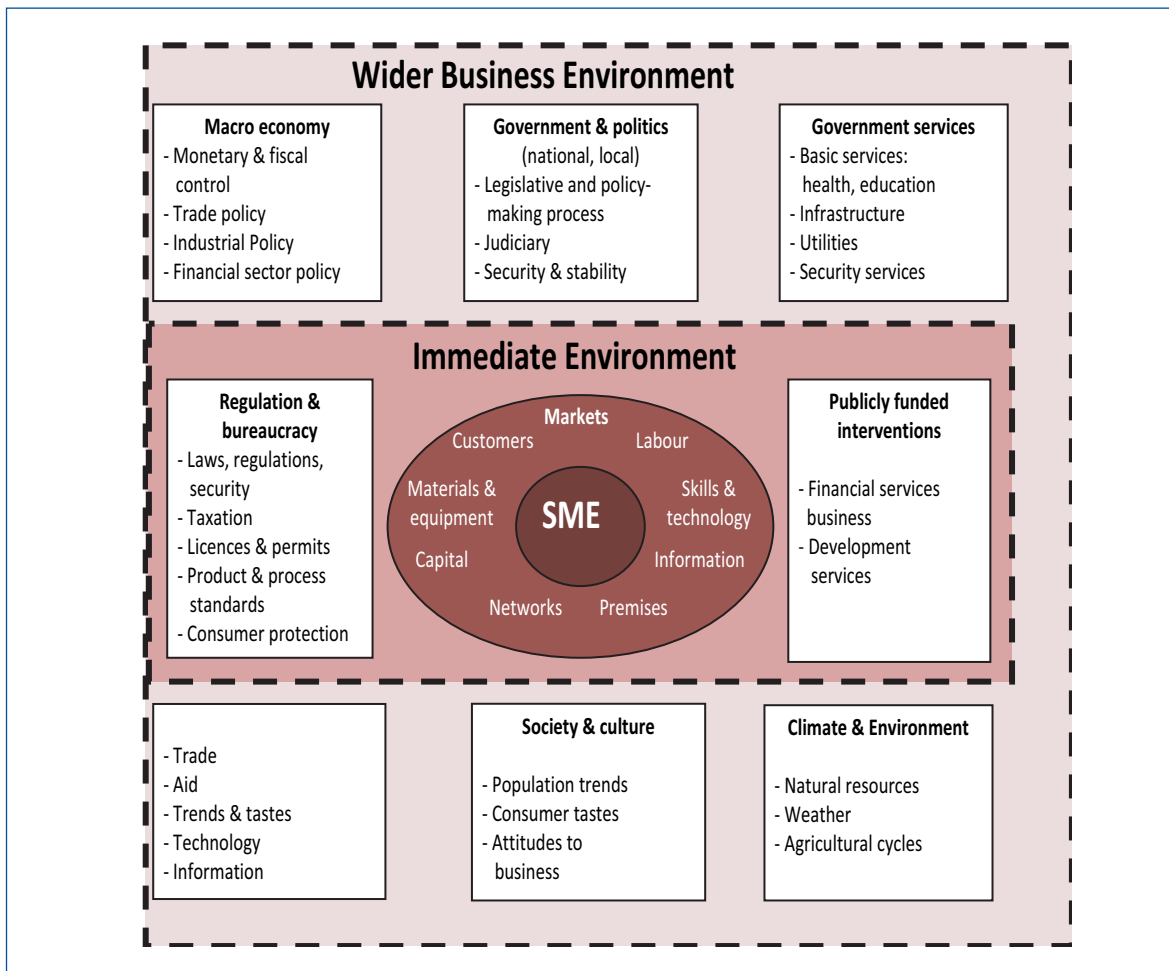 Wider Business Environment
Macro economy
- Monetary & fiscal
control
- Trade policy
- Industrial Policy
- Financial sector policy
Government & politics
(national, local)
- Legislative and policy-
making process
- Judiciary
- Security & stability
Government services
- Basic services:
health, education
- Infrastructure
- Utilities
- Security services
Immediate Environment
Regulation &
bureaucracy
- Laws, regulations,
security
- Taxation
- Licences & permits
- Product & process
standards
- Consumer protection
Markets
Customers
Labour
Materials &
equipment
SME
Skills &
technology
Capital
Information
Networks
Premises
Publicly funded
interventions
- Financial services
business
- Development
services
- Trade
- Aid
- Trends & tastes
- Technology
- Information
Society & culture
- Population trends
- Consumer tastes
- Attitudes to
business
Climate & Environment
- Natural resources
- Weather
- Agricultural cycles